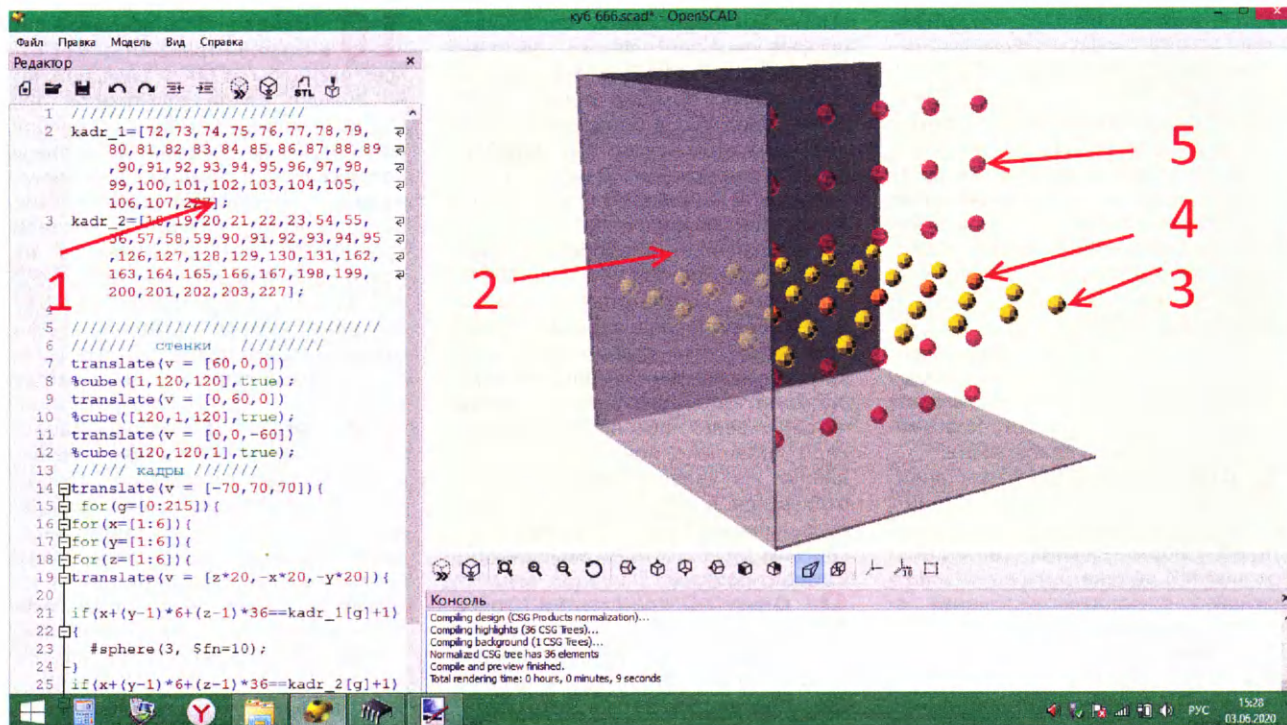 куб 666.scad* - OpenSCAD
Файл Правка Модель Вид Справка
Редактор
STL
1 /////////////////////////
2 kadr_1=[72,73,74,75,76,77,78,79,
80,81,82,83,84,85,86,87,88,89
,90,91,92,93,94,95,96,97,98,
99,100,101,102,103,104,105,
106,107,227];
3 kadr_2=[18,19,20,21,22,23,54,55,
56,57,58,59,90,91,92,93,94,95
,126,127,128,129,130,131,162,
163,164,165,166,167,198,199,
200,201,202,203,227];
4
5 /////////////////////////////////
6 /////// стенки /////////
7 translate(v = [60,0,0])
8 %cube([1,120,120],true);
9 translate(v = [0,60,0])
10 %cube([120,1,120],true);
11 translate(v = [0,0,-60])
12 %cube([120,120,1],true);
13 ////// кадры ///////
14 translate(v = [-70,70,70]){
15 for(g=[0:215]){
16 for(x=[1:6]){
17 for(y=[1:6]){
18 for(z=[1:6]){
19 translate(v = [z*20,-x*20,-y*20]){
20
21 if(x+(y-1)*6+(z-1)*36==kadr_1[g]+1)
22 {
23 #sphere(3, $fn=10);
24 }
25 if(x+(y-1)*6+(z-1)*36==kadr_2[g]+1)
1
2
5
4
3
Консоль
Compiling design (CSG Products normalization)...
Compiling highlights (36 CSG Trees)...
Compiling background (1 CSG Trees)...
Normalized CSG tree has 36 elements
Compile and preview finished.
Total rendering time: 0 hours, 0 minutes, 9 seconds
РУС
15:28
03.06.2020